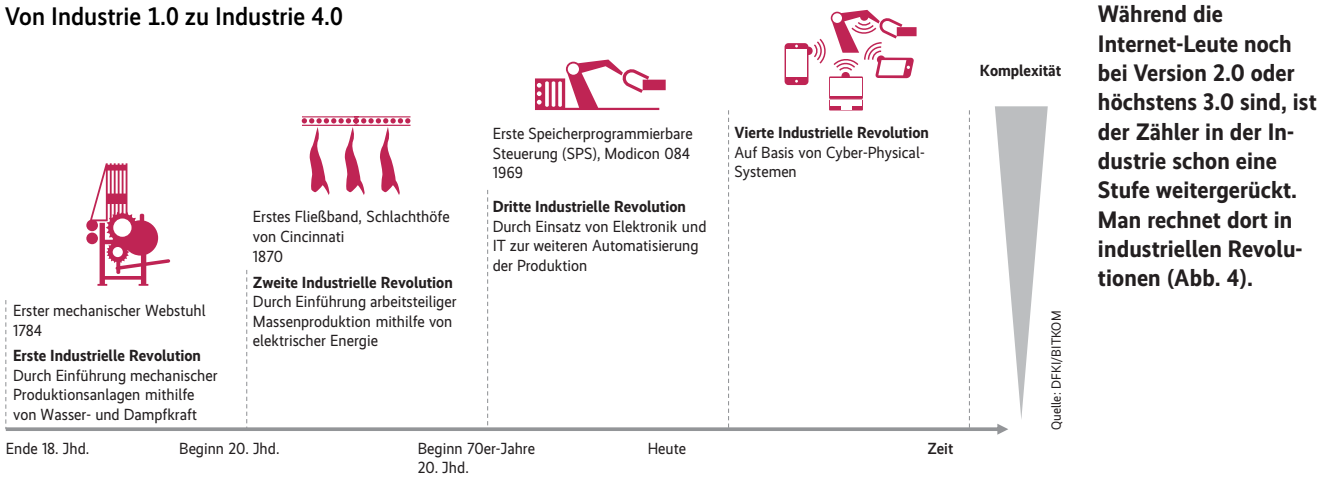 Von Industrie 1.0 zu Industrie 4.0
Erster mechanischer Webstuhl
1784
Erste Industrielle Revolution
Durch Einführung mechanischer
Produktionsanlagen mithilfe
von Wasser- und Dampfkraft
Erstes Fließband, Schlachthöfe
von Cincinnati
1870
Zweite Industrielle Revolution
Durch Einführung arbeitsteiliger
Massenproduktion mithilfe von
elektrischer Energie
Erste Speicherprogrammierbare
Steuerung (SPS), Modicon 084
1969
Dritte Industrielle Revolution
Durch Einsatz von Elektronik und
IT zur weiteren Automatisierung
der Produktion
Vierte Industrielle Revolution
Auf Basis von Cyber-Physical-
Systemen
Komplexität
Quelle: DFKI/BITKOM
Ende 18. Jhd.
Beginn 20. Jhd.
Beginn 70er-Jahre
20. Jhd.
Heute
Zeit
Während die
Internet-Leute noch
bei Version 2.0 oder
höchstens 3.0 sind, ist
der Zähler in der In-
dustrie schon eine
Stufe weitergerückt.
Man rechnet dort in
industriellen Revolu-
tionen (Abb. 4).